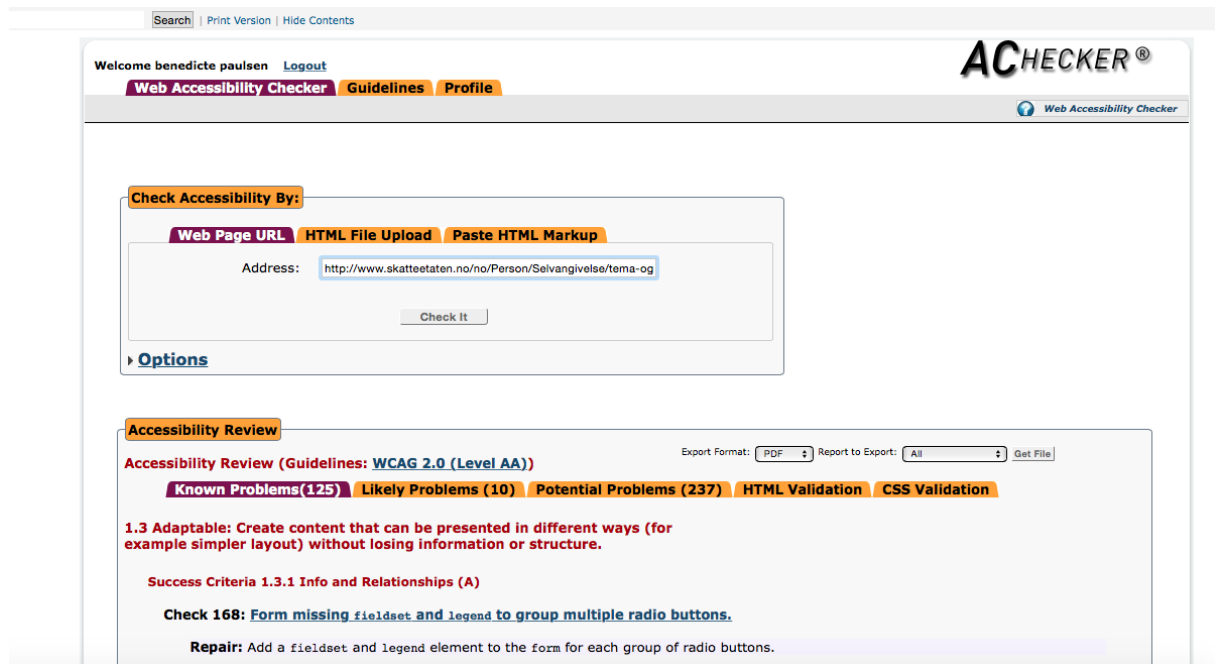 Search | Print Version | Hide Contents
Welcome benedicte paulsen Logout
ACHECKER ®
Web Accessibility Checker Guidelines Profile
Web Accessibility Checker
Check Accessibility By:
Web Page URL HTML File Upload Paste HTML Markup
Address: http://www.skatteetaten.no/no/Person/Selvangivelse/tema-og
Check It
Options
Accessibility Review
Export Format: PDF Report to Export: All Get File
Accessibility Review (Guidelines: WCAG 2.0 (Level AA))
Known Problems(125) Likely Problems (10) Potential Problems (237) HTML Validation CSS Validation
1.3 Adaptable: Create content that can be presented in different ways (for
example simpler layout) without losing information or structure.
Success Criteria 1.3.1 Info and Relationships (A)
Check 168: Form missing fieldset and legend to group multiple radio buttons.
Repair: Add a fieldset and legend element to the form for each group of radio buttons.